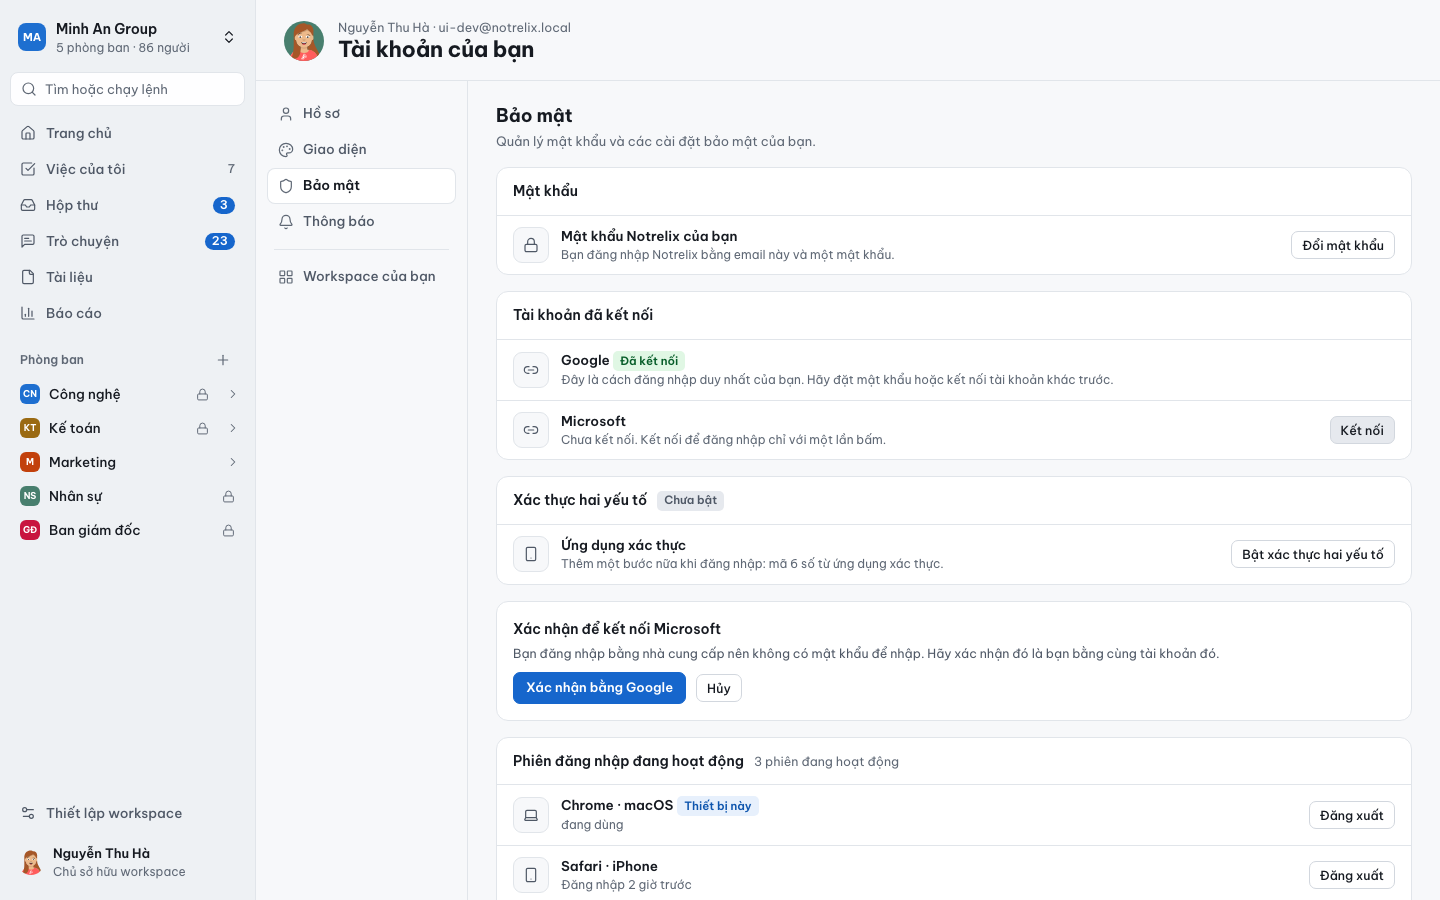 MA
Minh An Group
5 phòng ban · 86 người
Tìm hoặc chạy lệnh
Trang chủ
Việc của tôi 7
Hộp thư 3
Trò chuyện 23
Tài liệu
Báo cáo
Phòng ban
CN Công nghệ
KT Kế toán
M Marketing
NS Nhân sự
GĐ Ban giám đốc
Thiết lập workspace
Nguyễn Thu Hà
Chủ sở hữu workspace
Nguyễn Thu Hà · ui-dev@notrelix.local
Tài khoản của bạn
Hồ sơ
Giao diện
Bảo mật
Thông báo
Workspace của bạn
Bảo mật
Quản lý mật khẩu và các cài đặt bảo mật của bạn.
Mật khẩu
Mật khẩu Notrelix của bạn
Bạn đăng nhập Notrelix bằng email này và một mật khẩu.
Đổi mật khẩu
Tài khoản đã kết nối
Google Đã kết nối
Đây là cách đăng nhập duy nhất của bạn. Hãy đặt mật khẩu hoặc kết nối tài khoản khác trước.
Microsoft
Chưa kết nối. Kết nối để đăng nhập chỉ với một lần bấm.
Kết nối
Xác thực hai yếu tố Chưa bật
Ứng dụng xác thực
Thêm một bước nữa khi đăng nhập: mã 6 số từ ứng dụng xác thực.
Bật xác thực hai yếu tố
Xác nhận để kết nối Microsoft
Bạn đăng nhập bằng nhà cung cấp nên không có mật khẩu để nhập. Hãy xác nhận đó là bạn bằng cùng tài khoản đó.
Xác nhận bằng Google Hủy
Phiên đăng nhập đang hoạt động 3 phiên đang hoạt động
Chrome · macOS Thiết bị này
đang dùng
Đăng xuất
Safari · iPhone
Đăng nhập 2 giờ trước
Đăng xuất